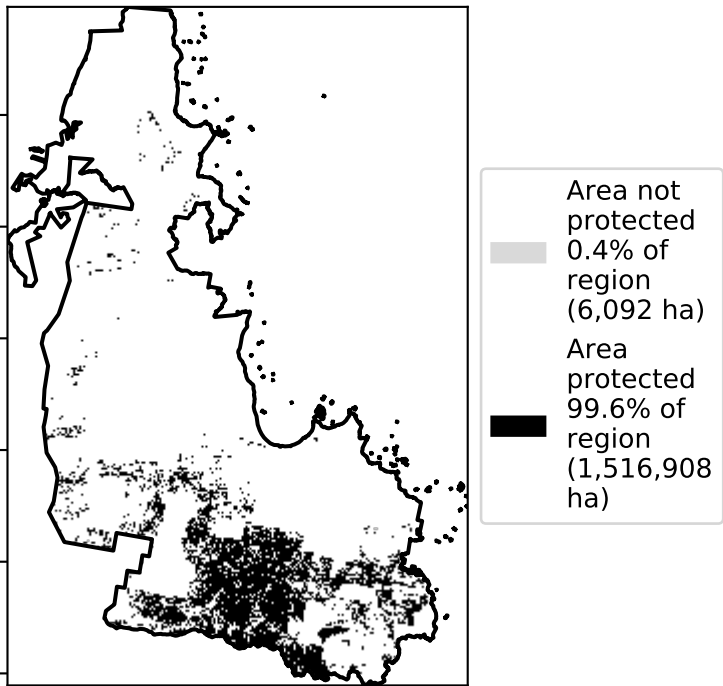 Area not
protected
0.4% of
region
(6,092 ha)
Area
protected
99.6% of
region
(1,516,908
ha)